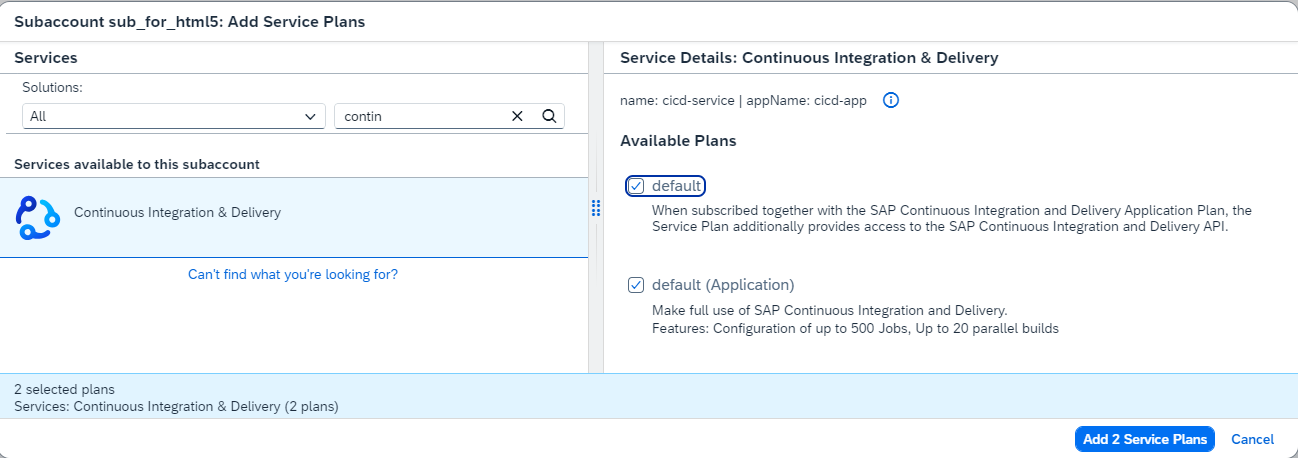 Subaccount sub_for_html5: Add Service Plans
Services
Solutions:
All
contin
Services available to this subaccount
Continuous Integration & Delivery
Can't find what you're looking for?
Service Details: Continuous Integration & Delivery
name: cicd-service | appName: cicd-app
Available Plans
default
When subscribed together with the SAP Continuous Integration and Delivery Application Plan, the
Service Plan additionally provides access to the SAP Continuous Integration and Delivery API.
default (Application)
Make full use of SAP Continuous Integration and Delivery.
Features: Configuration of up to 500 Jobs, Up to 20 parallel builds
2 selected plans
Services: Continuous Integration & Delivery (2 plans)
Add 2 Service Plans
Cancel